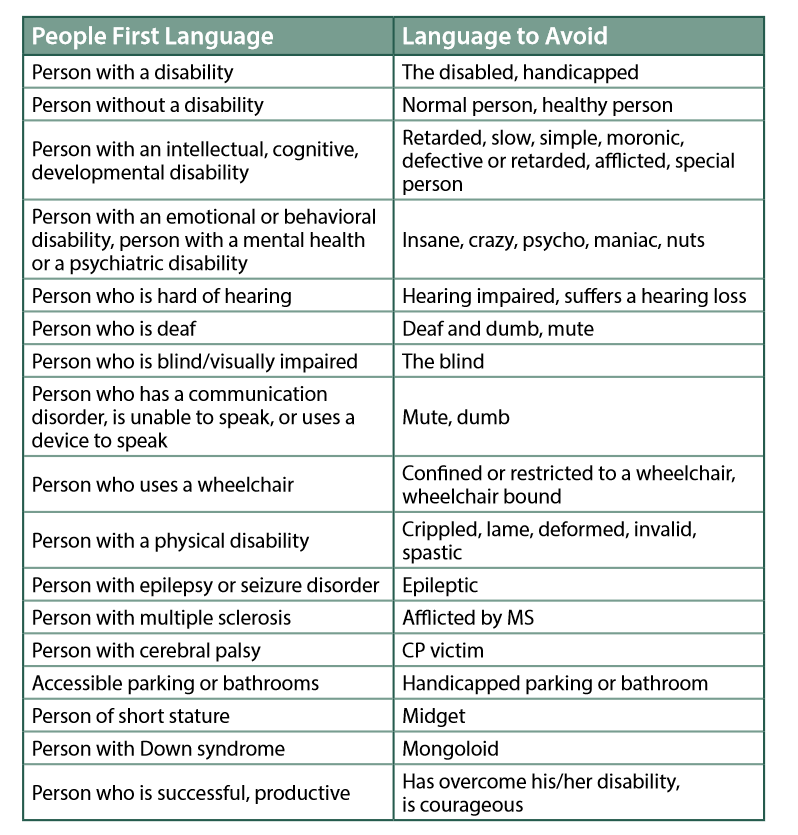 People First Language
Language to Avoid
Person with a disability
The disabled, handicapped
Person without a disability
Normal person, healthy person
Person with an intellectual, cognitive,
developmental disability
Retarded, slow, simple, moronic,
defective or retarded, afflicted, special
person
Person with an emotional or behavioral
disability, person with a mental health
or a psychiatric disability
Insane, crazy, psycho, maniac, nuts
Person who is hard of hearing
Hearing impaired, suffers a hearing loss
Person who is deaf
Deaf and dumb, mute
Person who is blind/visually impaired
The blind
Person who has a communication
disorder, is unable to speak, or uses a
device to speak
Mute, dumb
Person who uses a wheelchair
Confined or restricted to a wheelchair,
wheelchair bound
Person with a physical disability
Crippled, lame, deformed, invalid,
spastic
Person with epilepsy or seizure disorder
Epileptic
Person with multiple sclerosis
Afflicted by MS
Person with cerebral palsy
CP victim
Accessible parking or bathrooms
Handicapped parking or bathroom
Person of short stature
Midget
Person with Down syndrome
Mongoloid
Person who is successful, productive
Has overcome his/her disability,
is courageous